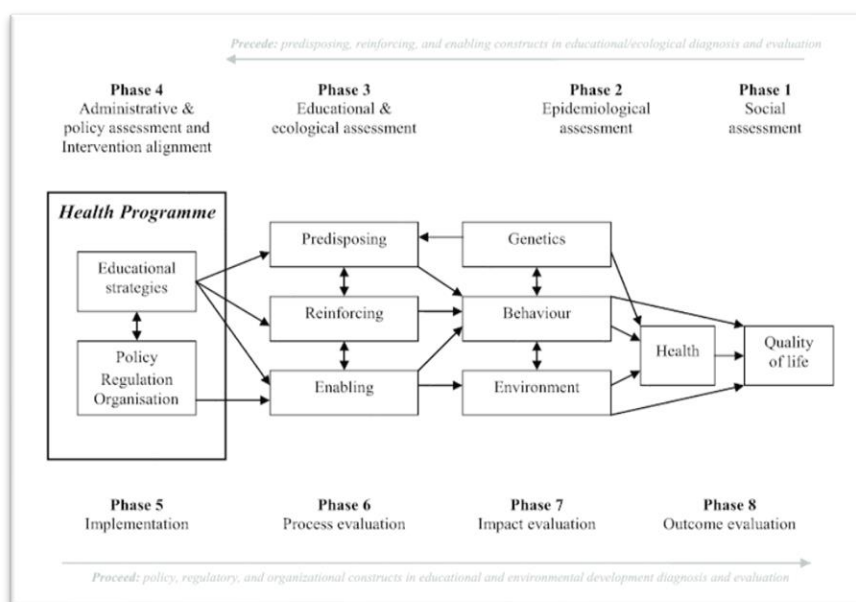 Precede: predisposing, reinforcing, and enabling constructs in educational/ecological diagnosis and evaluation
Phase 4
Administrative &
policy assessment and
Intervention alignment
Phase 3
Educational &
ecological assessment
Phase 2
Epidemiological
assessment
Phase 1
Social
assessment
Health Programme
Educational
strategies
Policy
Regulation
Organisation
Predisposing
Reinforcing
Enabling
Genetics
Behaviour
Environment
Health
Quality
of life
Phase 5
Implementation
Phase 6
Process evaluation
Phase 7
Impact evaluation
Phase 8
Outcome evaluation
Proceed: policy, regulatory, and organizational constructs in educational and environmental development diagnosis and evaluation